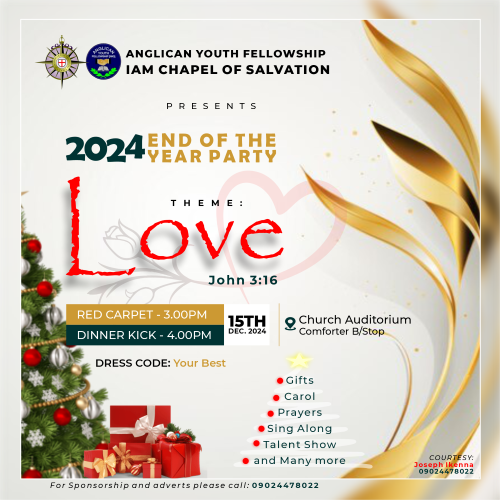 ANGLICAN YOUTH FELLOWSHIP
IAM CHAPEL OF SALVATION
PRESENTS
2024 END OF THE
YEAR PARTY
THEME:
Love
John 3:16
RED CARPET - 3.00PM
DINNER KICK - 4.00PM
15TH
DEC. 2024
Church Auditorium
Comforter B/Stop
DRESS CODE: Your Best
Gifts
Carol
Prayers
Sing Along
Talent Show
and Many more
COURTESY:
Joseph Ikenna
09024478022
For Sponsorship and adverts please call: 09024478022